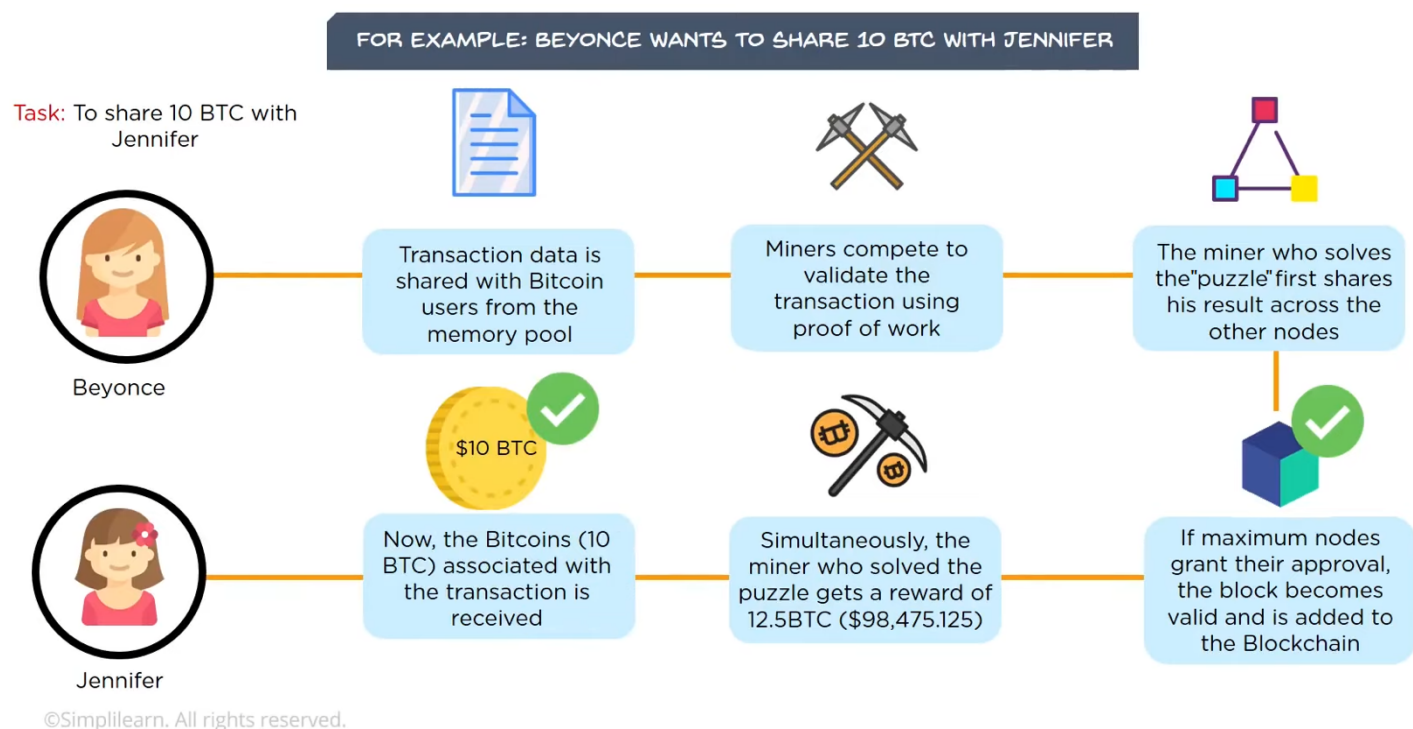 FOR EXAMPLE: BEYONCE WANTS TO SHARE 10 BTC WITH JENNIFER
Task: To share 10 BTC with
Jennifer
Beyonce
Transaction data is
shared with Bitcoin
users from the
memory pool
Miners compete to
validate the
transaction using
proof of work
The miner who solves
the"puzzle"first shares
his result across the
other nodes
If maximum nodes
grant their approval,
the block becomes
valid and is added to
the Blockchain
Simultaneously, the
miner who solved the
puzzle gets a reward of
12.5BTC ($98,475.125)
$10 BTC
Now, the Bitcoins (10
BTC) associated with
the transaction is
received
Jennifer
©Simplilearn. All rights reserved.